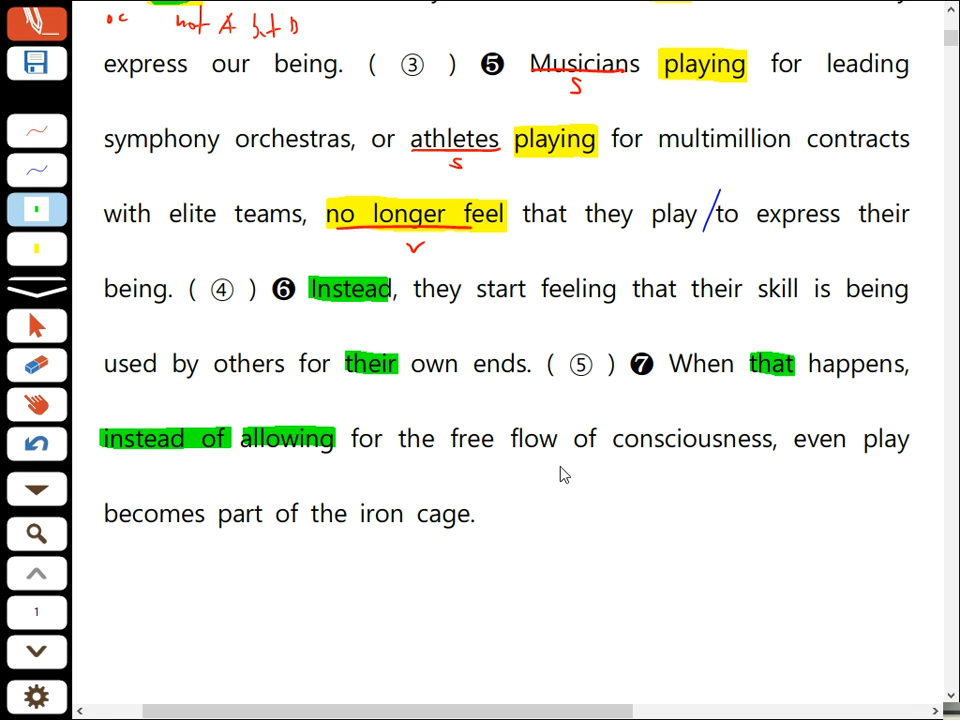 not A but B
express our being. ( ③ ) ❺ Musicians playing for leading
S
symphony orchestras, or athletes playing for multimillion contracts
S
with elite teams, no longer feel that they play / to express their
V
being. ( ④ ) ❻ Instead, they start feeling that their skill is being
used by others for their own ends. ( ⑤ ) ❼ When that happens,
instead of allowing for the free flow of consciousness, even play
becomes part of the iron cage.
1